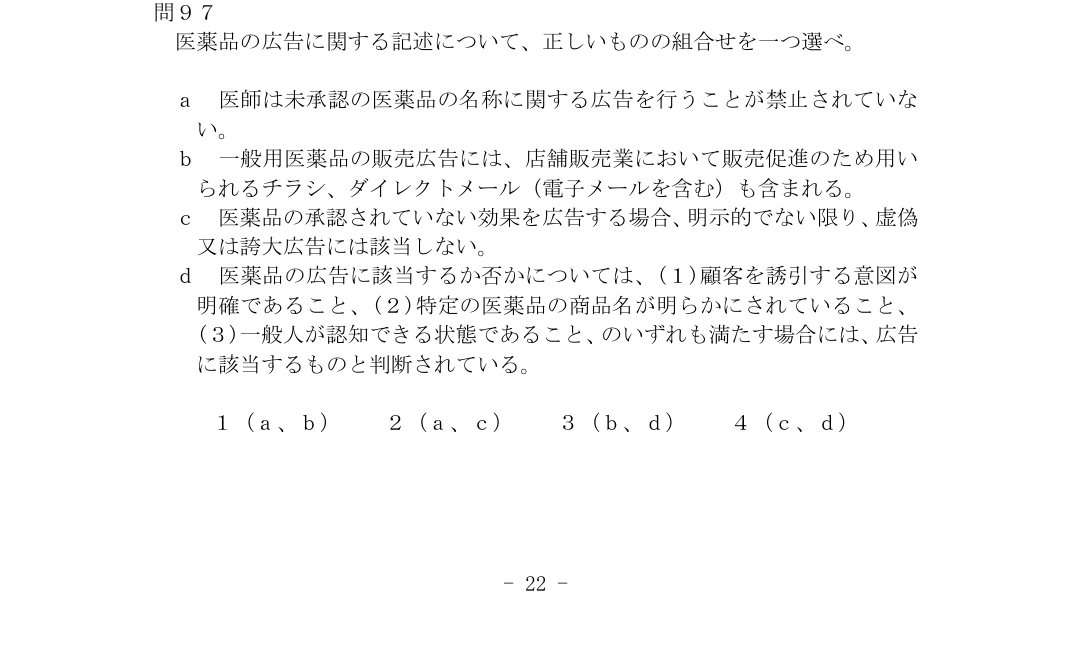 問９７
医薬品の広告に関する記述について、正しいものの組合せを一つ選べ。
ａ　医師は未承認の医薬品の名称に関する広告を行うことが禁止されていな
い。
ｂ　一般用医薬品の販売広告には、店舗販売業において販売促進のため用い
られるチラシ、ダイレクトメール（電子メールを含む）も含まれる。
ｃ　医薬品の承認されていない効果を広告する場合、明示的でない限り、虚偽
又は誇大広告には該当しない。
ｄ　医薬品の広告に該当するか否かについては、(１)顧客を誘引する意図が
明確であること、(２)特定の医薬品の商品名が明らかにされていること、
(３)一般人が認知できる状態であること、のいずれも満たす場合には、広告
に該当するものと判断されている。
１（ａ、ｂ）　２（ａ、ｃ）　３（ｂ、ｄ）　４（ｃ、ｄ）
- 22 -